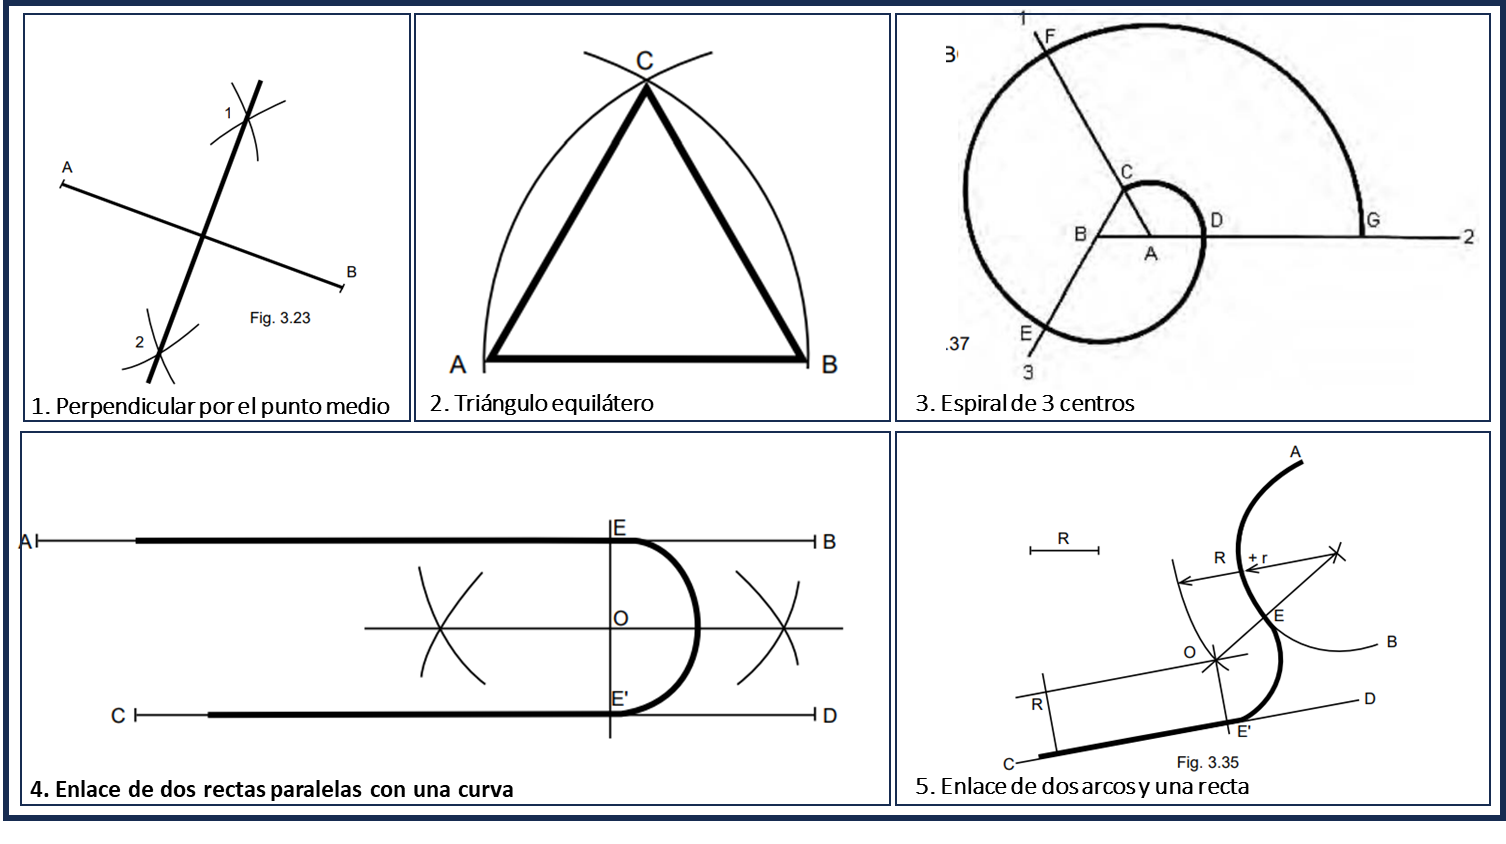 1
A
B
2
Fig. 3.23
1. Perpendicular por el punto medio
C
A
B
2. Triángulo equilátero
1
F
B
C
D
G
B
A
2
E
.37
3
3. Espiral de 3 centros
A
E
B
O
E'
C
D
4. Enlace de dos rectas paralelas con una curva
A
R
R
+ r
E
B
O
R
D
E'
C
Fig. 3.35
5. Enlace de dos arcos y una recta